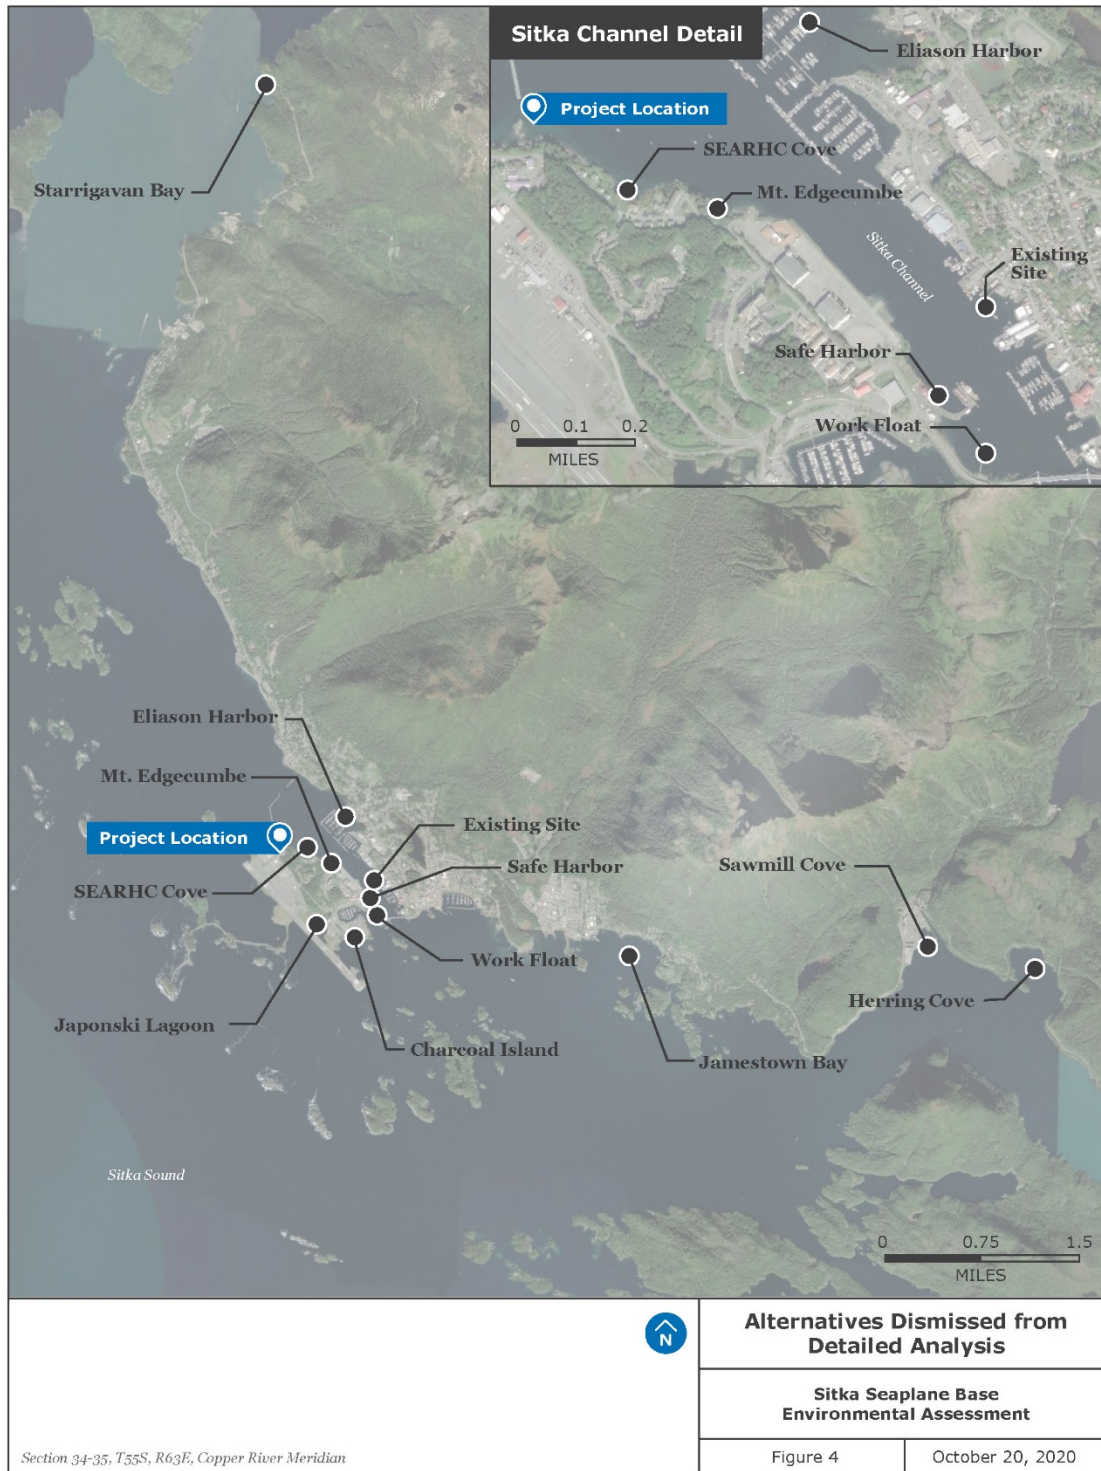 Sitka Channel Detail
Eliason Harbor
Project Location
SEARHC Cove
Mt. Edgecumbe
Sitka Channel
Existing
Site
Safe Harbor
Work Float
0 0.1 0.2
MILES
Starrigavan Bay
Eliason Harbor
Mt. Edgecumbe
Project Location
Existing Site
SEARHC Cove
Safe Harbor
Sawmill Cove
Work Float
Herring Cove
Japonski Lagoon
Charcoal Island
Jamestown Bay
Sitka Sound
0 0.75 1.5
MILES
N
Alternatives Dismissed from
Detailed Analysis
Sitka Seaplane Base
Environmental Assessment
Section 34-35, T55S, R63E, Copper River Meridian
Figure 4
October 20, 2020